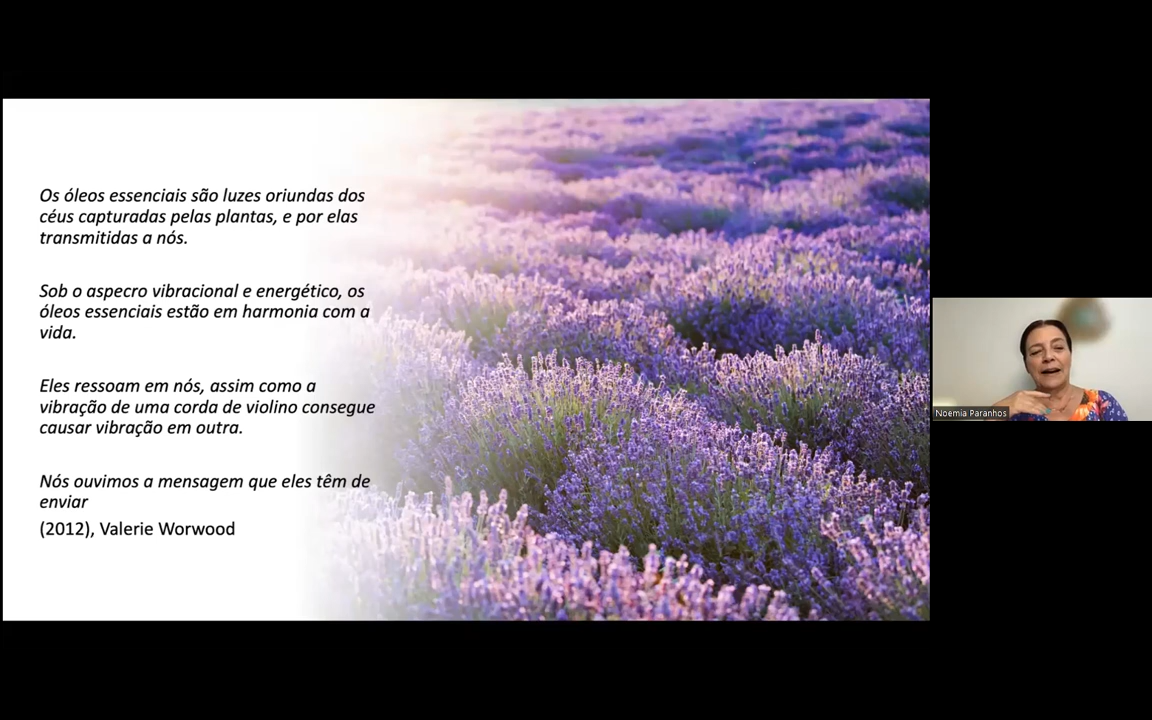 Os óleos essenciais são luzes oriundas dos
céus capturadas pelas plantas, e por elas
transmitidas a nós.
Sob o aspecro vibracional e energético, os
óleos essenciais estão em harmonia com a
vida.
Eles ressoam em nós, assim como a
vibração de uma corda de violino consegue
causar vibração em outra.
Nós ouvimos a mensagem que eles têm de
enviar
(2012), Valerie Worwood
Noemia Paranhos